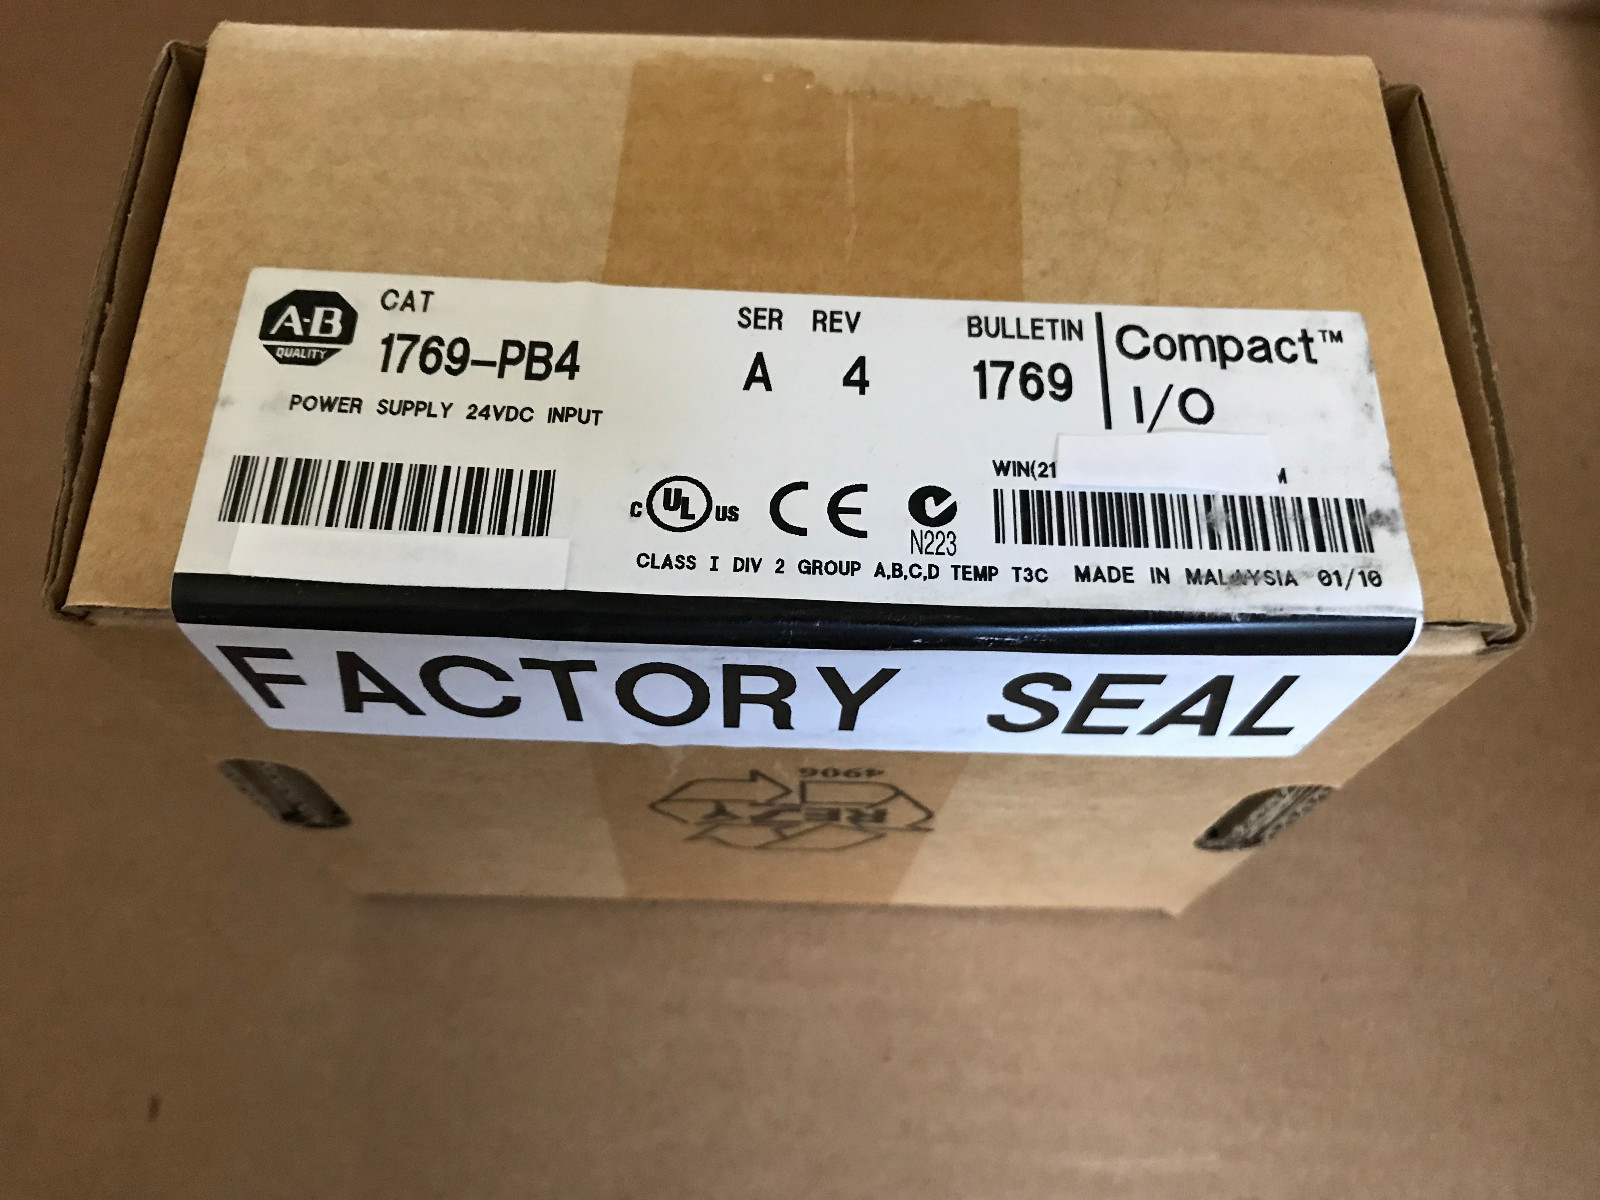 A-B
QUALITY
CAT
1769-PB4
POWER SUPPLY 24VDC INPUT
SER REV
A 4
BULLETIN
1769
Compact™
I/O
WIN(21
C UL US CE N223
CLASS I DIV 2 GROUP A,B,C,D TEMP T3C MADE IN MALAYSIA 01/10
FACTORY SEAL
4906